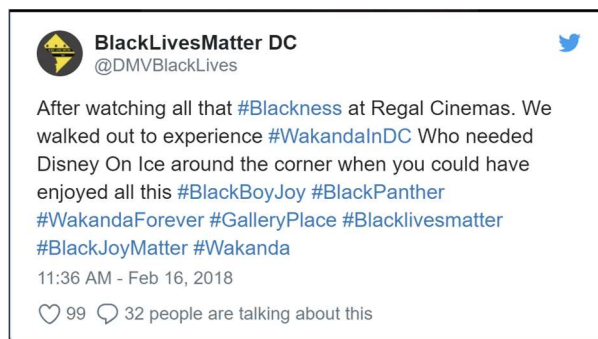 BlackLivesMatter DC
@DMVBlackLives
After watching all that #Blackness at Regal Cinemas. We
walked out to experience #WakandaInDC Who needed
Disney On Ice around the corner when you could have
enjoyed all this #BlackBoyJoy #BlackPanther
#WakandaForever #GalleryPlace #Blacklivesmatter
#BlackJoyMatter #Wakanda
11:36 AM - Feb 16, 2018
99 32 people are talking about this